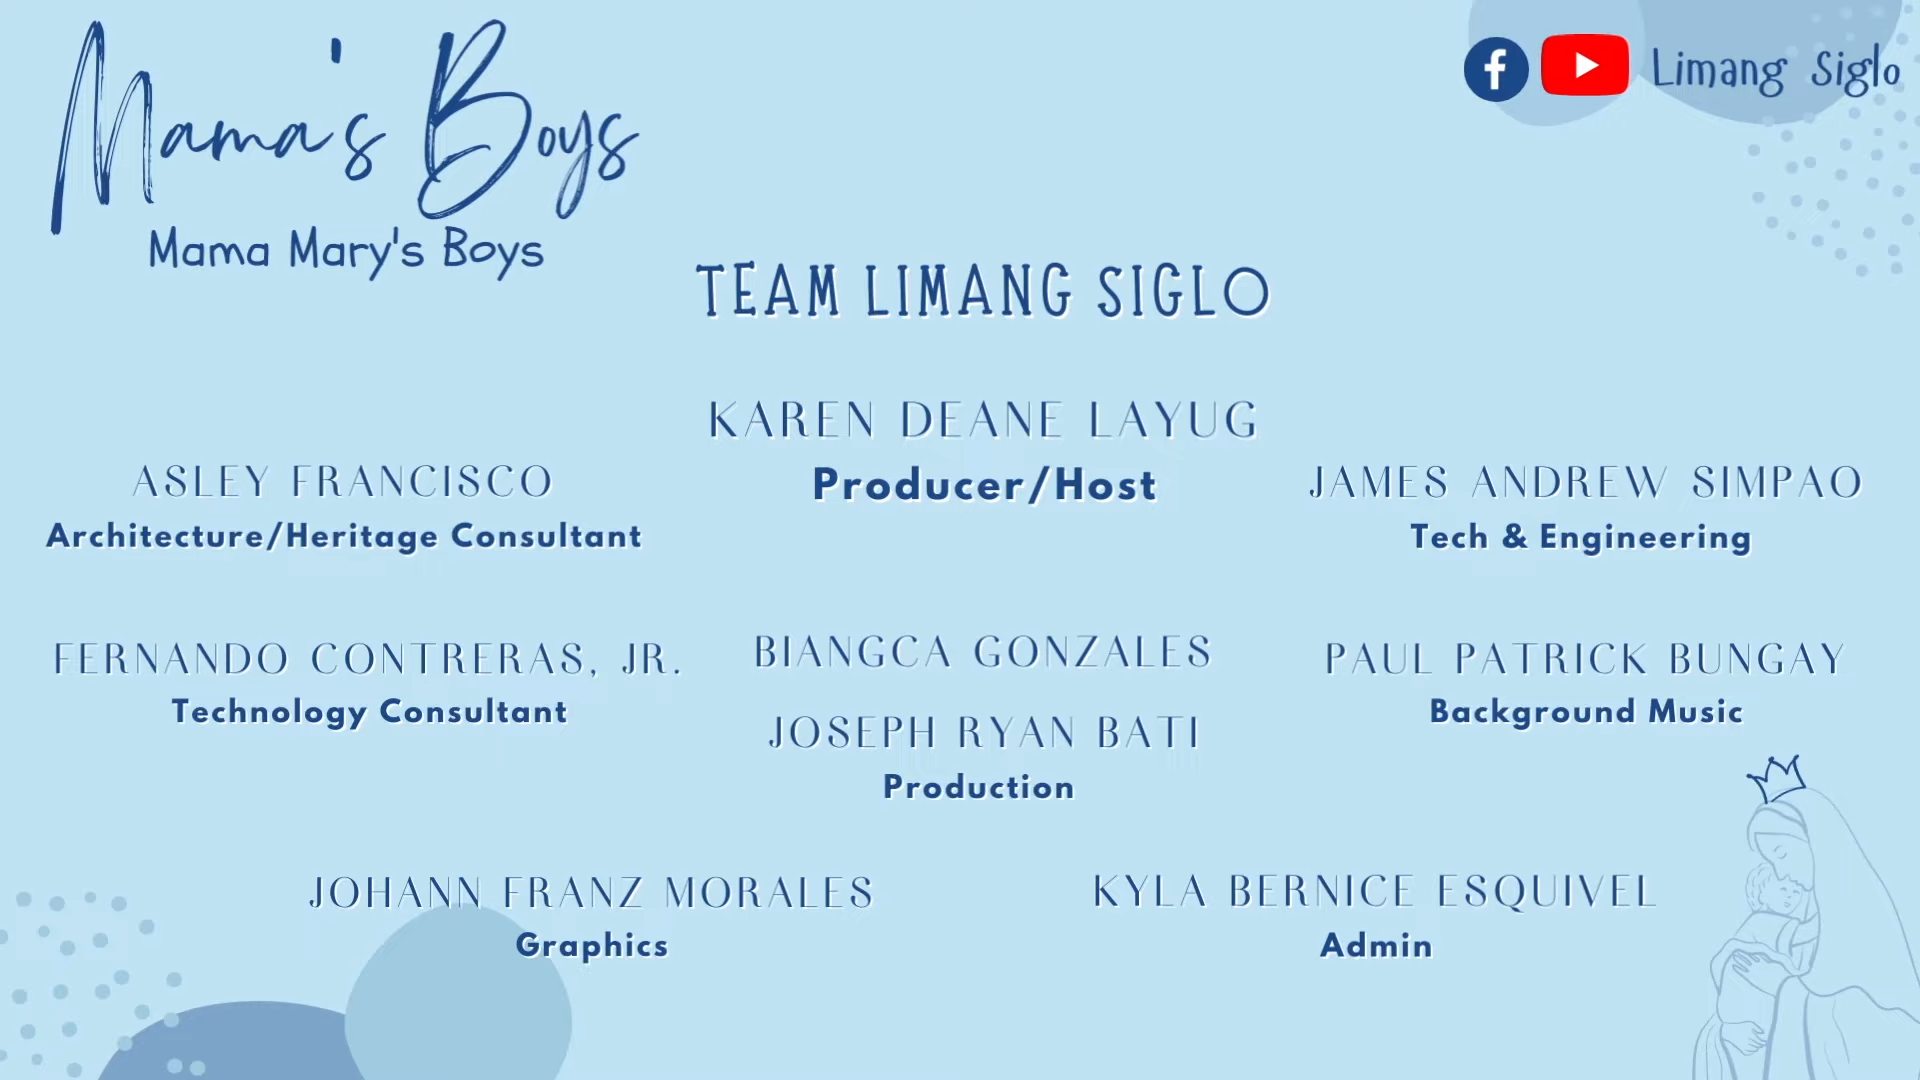 Mama's Boys
Mama Mary's Boys
Limang Siglo
TEAM LIMANG SIGLO
KAREN DEANE LAYUG
Producer/Host
ASLEY FRANCISCO
Architecture/Heritage Consultant
JAMES ANDREW SIMPAO
Tech & Engineering
FERNANDO CONTRERAS, JR.
Technology Consultant
BIANGCA GONZALES
JOSEPH RYAN BATI
Production
PAUL PATRICK BUNGAY
Background Music
JOHANN FRANZ MORALES
Graphics
KYLA BERNICE ESQUIVEL
Admin